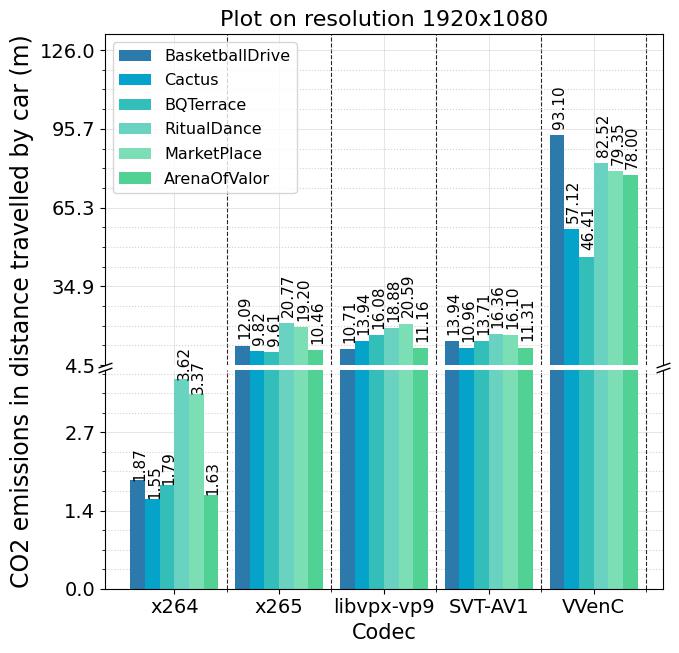 Plot on resolution 1920x1080
CO2 emissions in distance travelled by car (m)
126.0
95.7
65.3
34.9
4.5
2.7
1.4
0.0
BasketballDrive
Cactus
BQTerrace
RitualDance
MarketPlace
ArenaOfValor
1.87
1.55
1.79
3.62
3.37
1.63
12.09
9.82
9.61
20.77
19.20
10.46
10.71
13.94
16.08
18.88
20.59
11.16
13.94
10.96
13.71
16.36
16.10
11.31
93.10
57.12
46.41
82.52
79.35
78.00
x264
x265
libvpx-vp9
SVT-AV1
VVenC
Codec